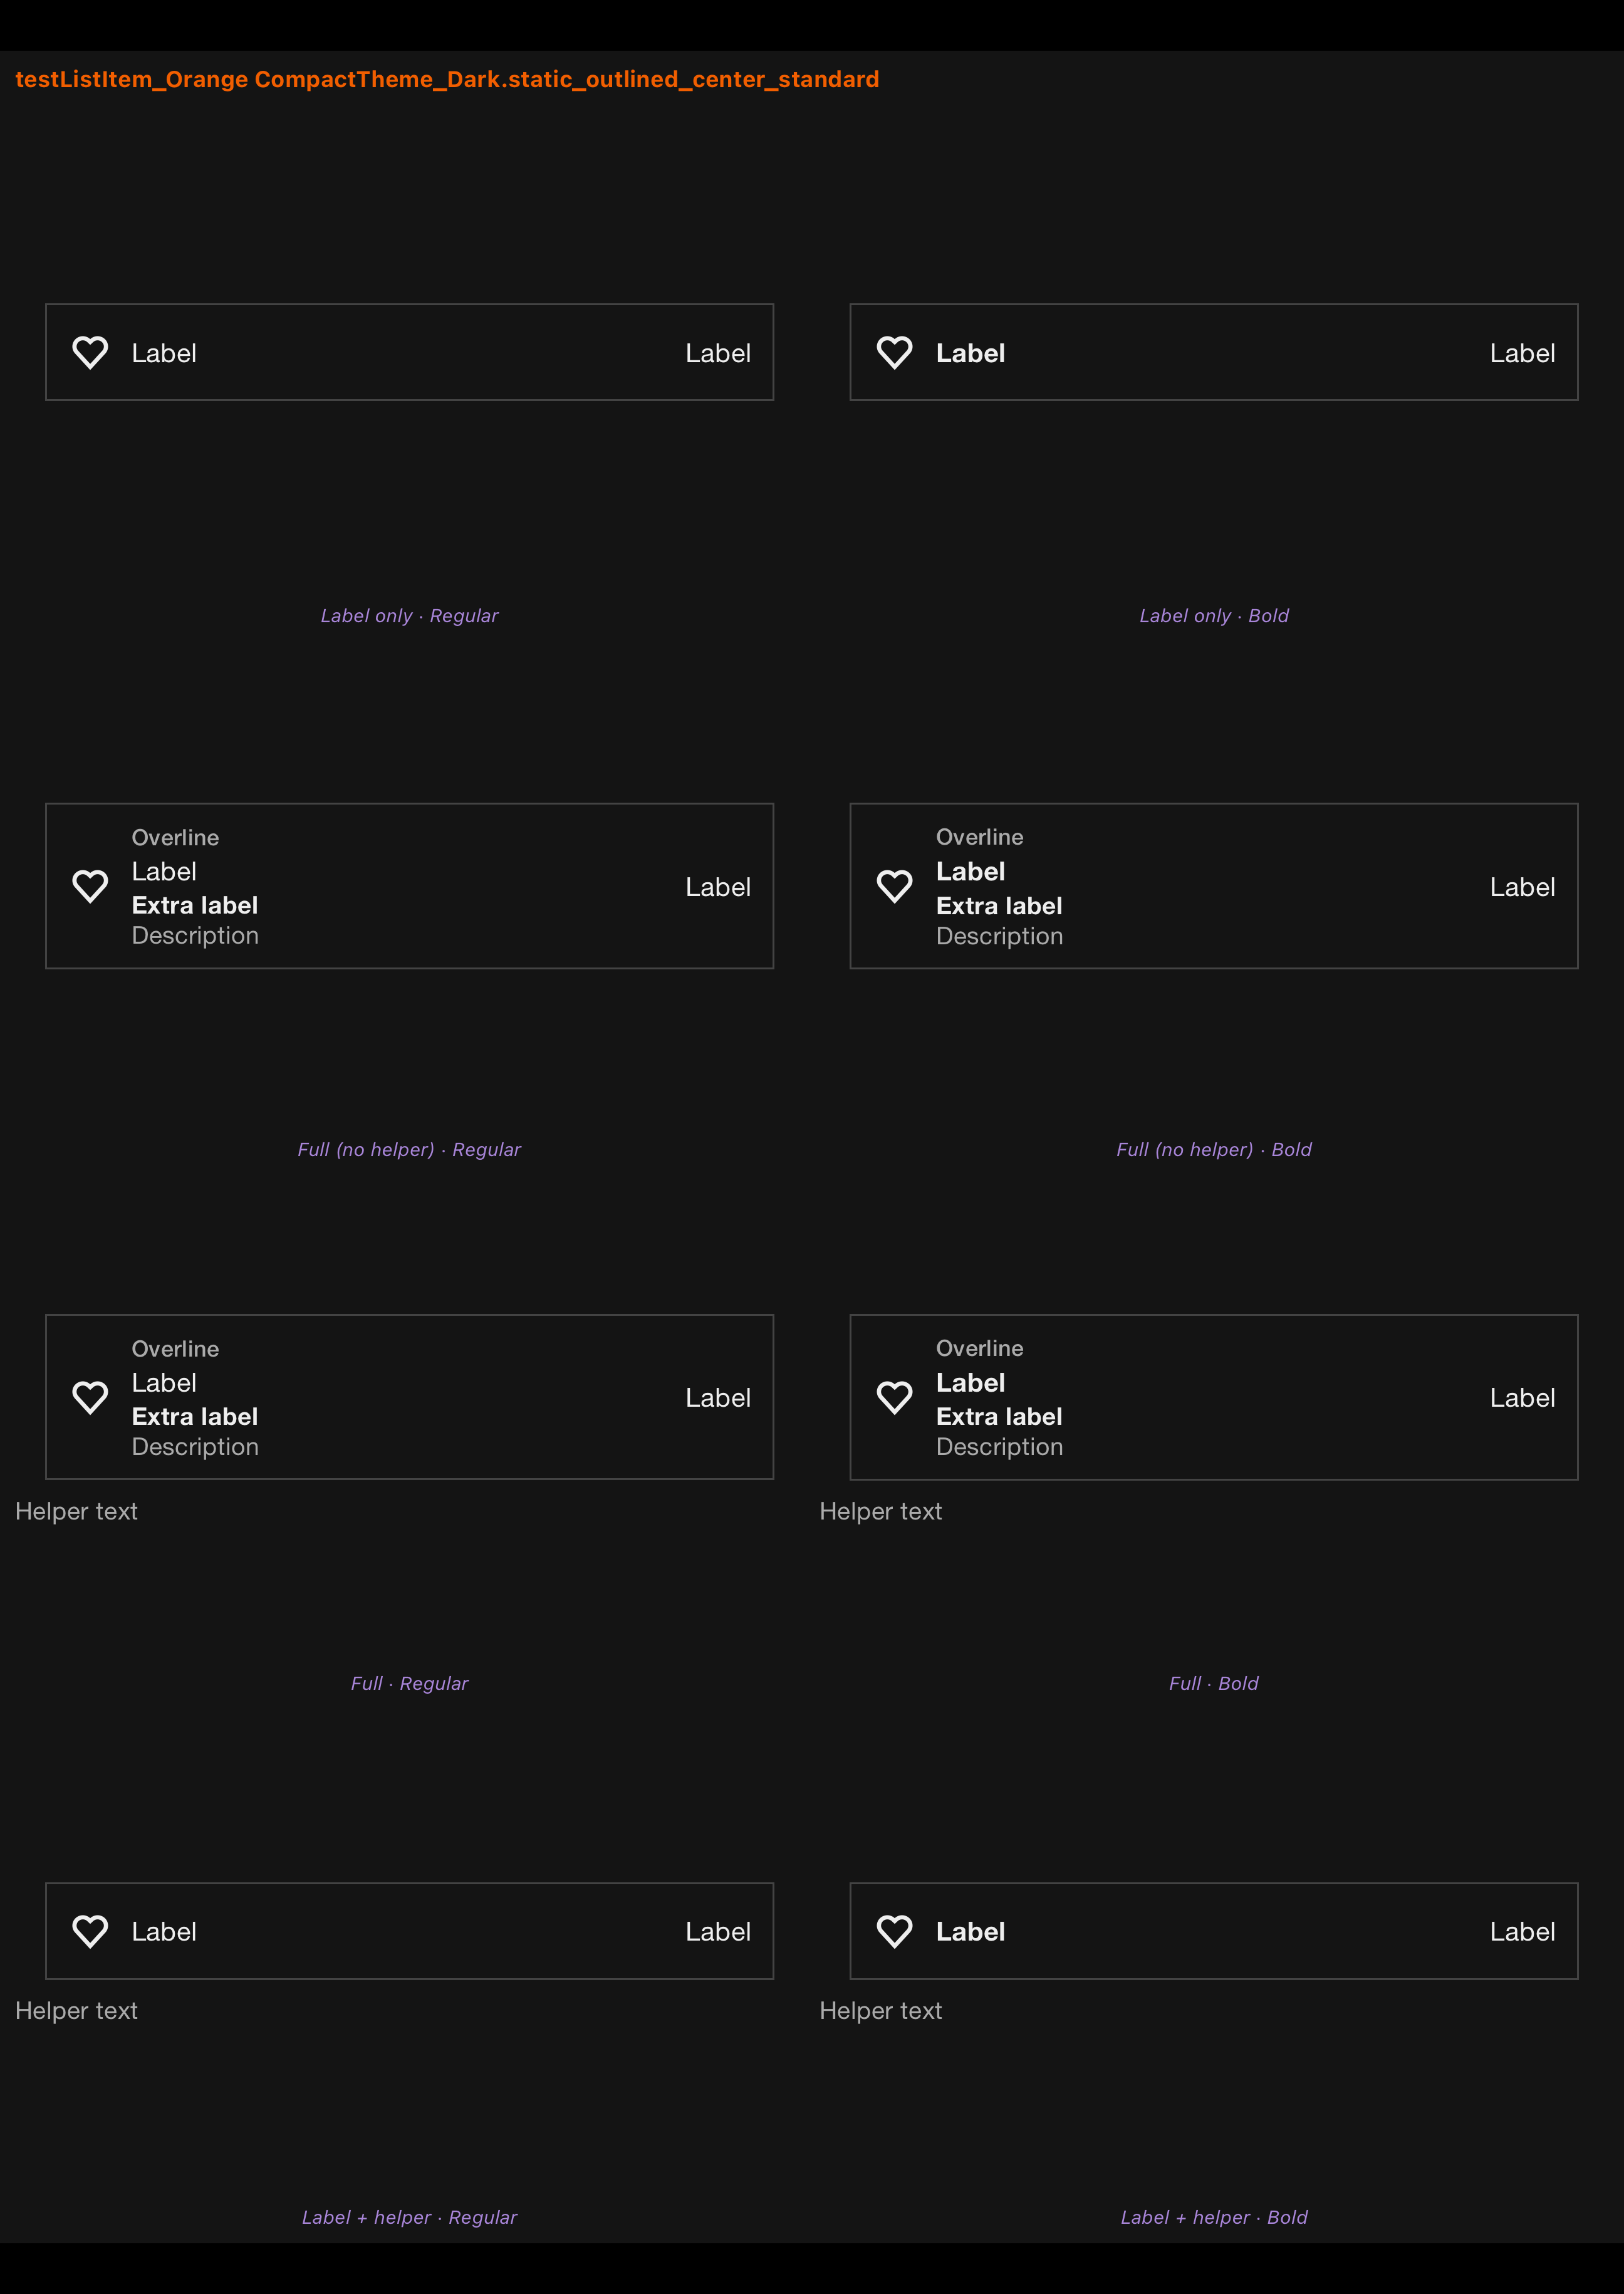 testListItem_Orange CompactTheme_Dark.static_outlined_center_standard
Label Label
Label Label
Label only · Regular
Label only · Bold
Overline
Label
Extra label
Description
Label
Overline
Label
Extra label
Description
Label
Full (no helper) · Regular
Full (no helper) · Bold
Overline
Label
Extra label
Description
Label
Helper text
Overline
Label
Extra label
Description
Label
Helper text
Full · Regular
Full · Bold
Label Label
Helper text
Label Label
Helper text
Label + helper · Regular
Label + helper · Bold